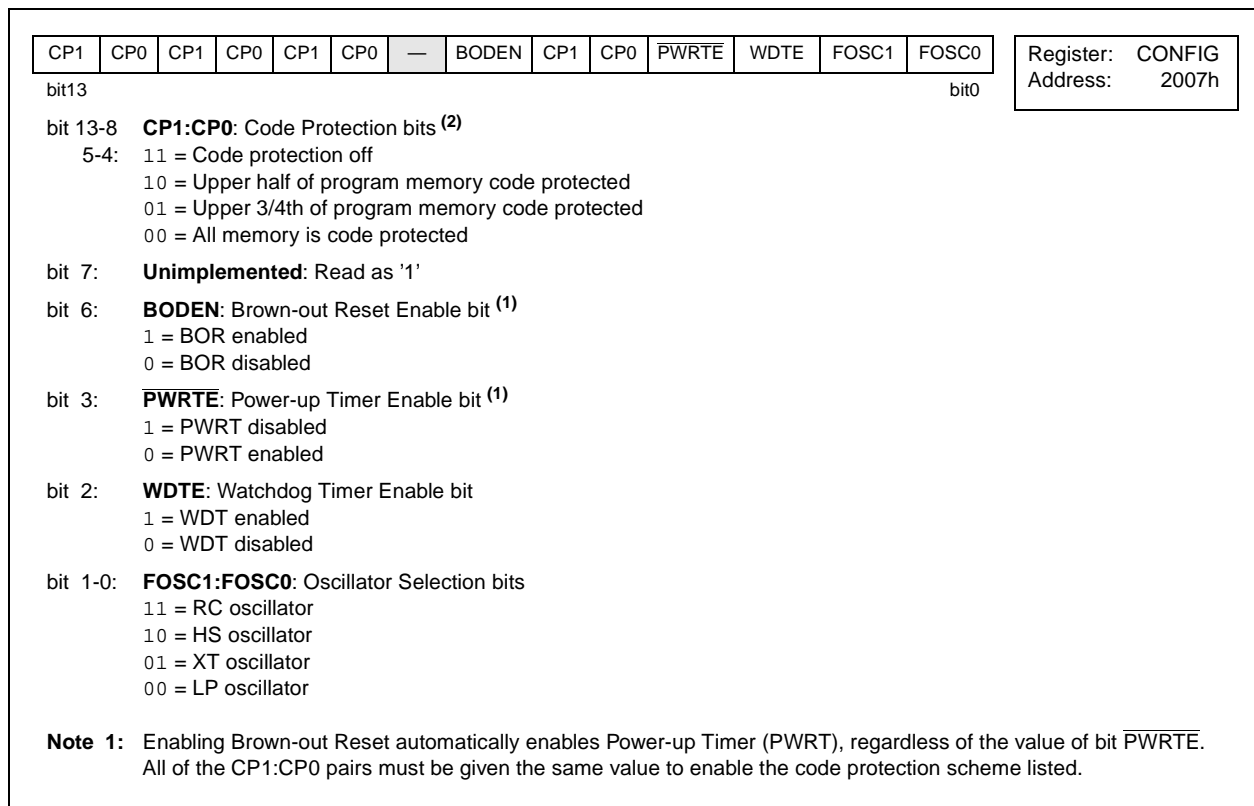 CP1 CP0 CP1 CP0 CP1 CP0 — BODEN CP1 CP0 PWRTE WDTE FOSC1 FOSC0
bit13 bit0
Register: CONFIG
Address: 2007h
bit 13-8 CP1:CP0: Code Protection bits (2)
5-4: 11 = Code protection off
10 = Upper half of program memory code protected
01 = Upper 3/4th of program memory code protected
00 = All memory is code protected
bit 7: Unimplemented: Read as '1'
bit 6: BODEN: Brown-out Reset Enable bit (1)
1 = BOR enabled
0 = BOR disabled
bit 3: PWRTE: Power-up Timer Enable bit (1)
1 = PWRT disabled
0 = PWRT enabled
bit 2: WDTE: Watchdog Timer Enable bit
1 = WDT enabled
0 = WDT disabled
bit 1-0: FOSC1:FOSC0: Oscillator Selection bits
11 = RC oscillator
10 = HS oscillator
01 = XT oscillator
00 = LP oscillator
Note 1: Enabling Brown-out Reset automatically enables Power-up Timer (PWRT), regardless of the value of bit PWRTE.
All of the CP1:CP0 pairs must be given the same value to enable the code protection scheme listed.